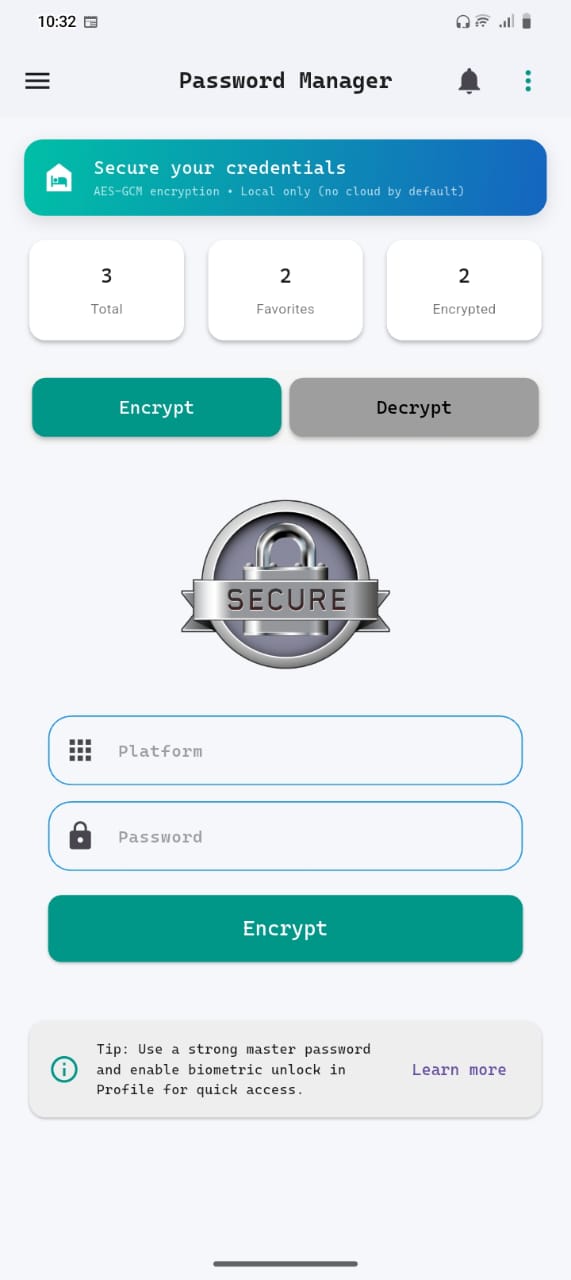 10:32
Password Manager
Secure your credentials
AES-GCM encryption • Local only (no cloud by default)
3
2
2
Total
Favorites
Encrypted
Encrypt
Decrypt
SECURE
Platform
Password
Encrypt
Tip: Use a strong master password
and enable biometric unlock in
Profile for quick access.
Learn more